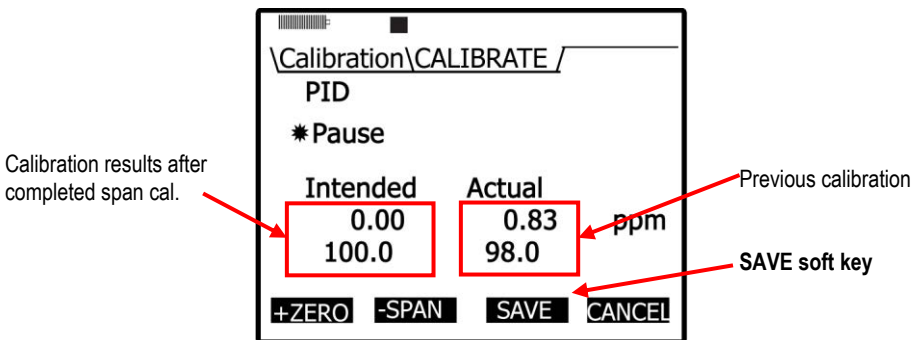 \Calibration\CALIBRATE /
PID
✸Pause
Calibration results after
completed span cal.
Intended Actual
0.00 0.83 ppm
100.0 98.0
Previous calibration
SAVE soft key
+ZERO -SPAN SAVE CANCEL